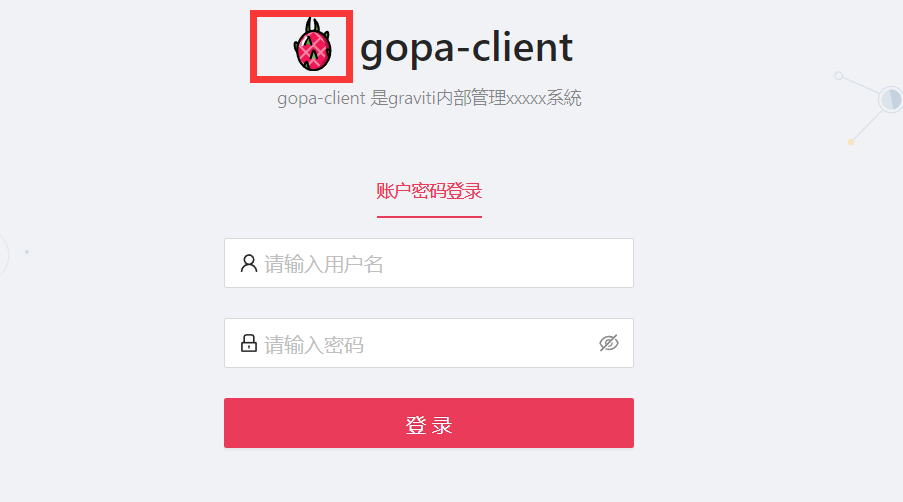 gopa-client
gopa-client 是graviti内部管理xxxxx系統
账户密码登录
请输入用户名
请输入密码
登 录